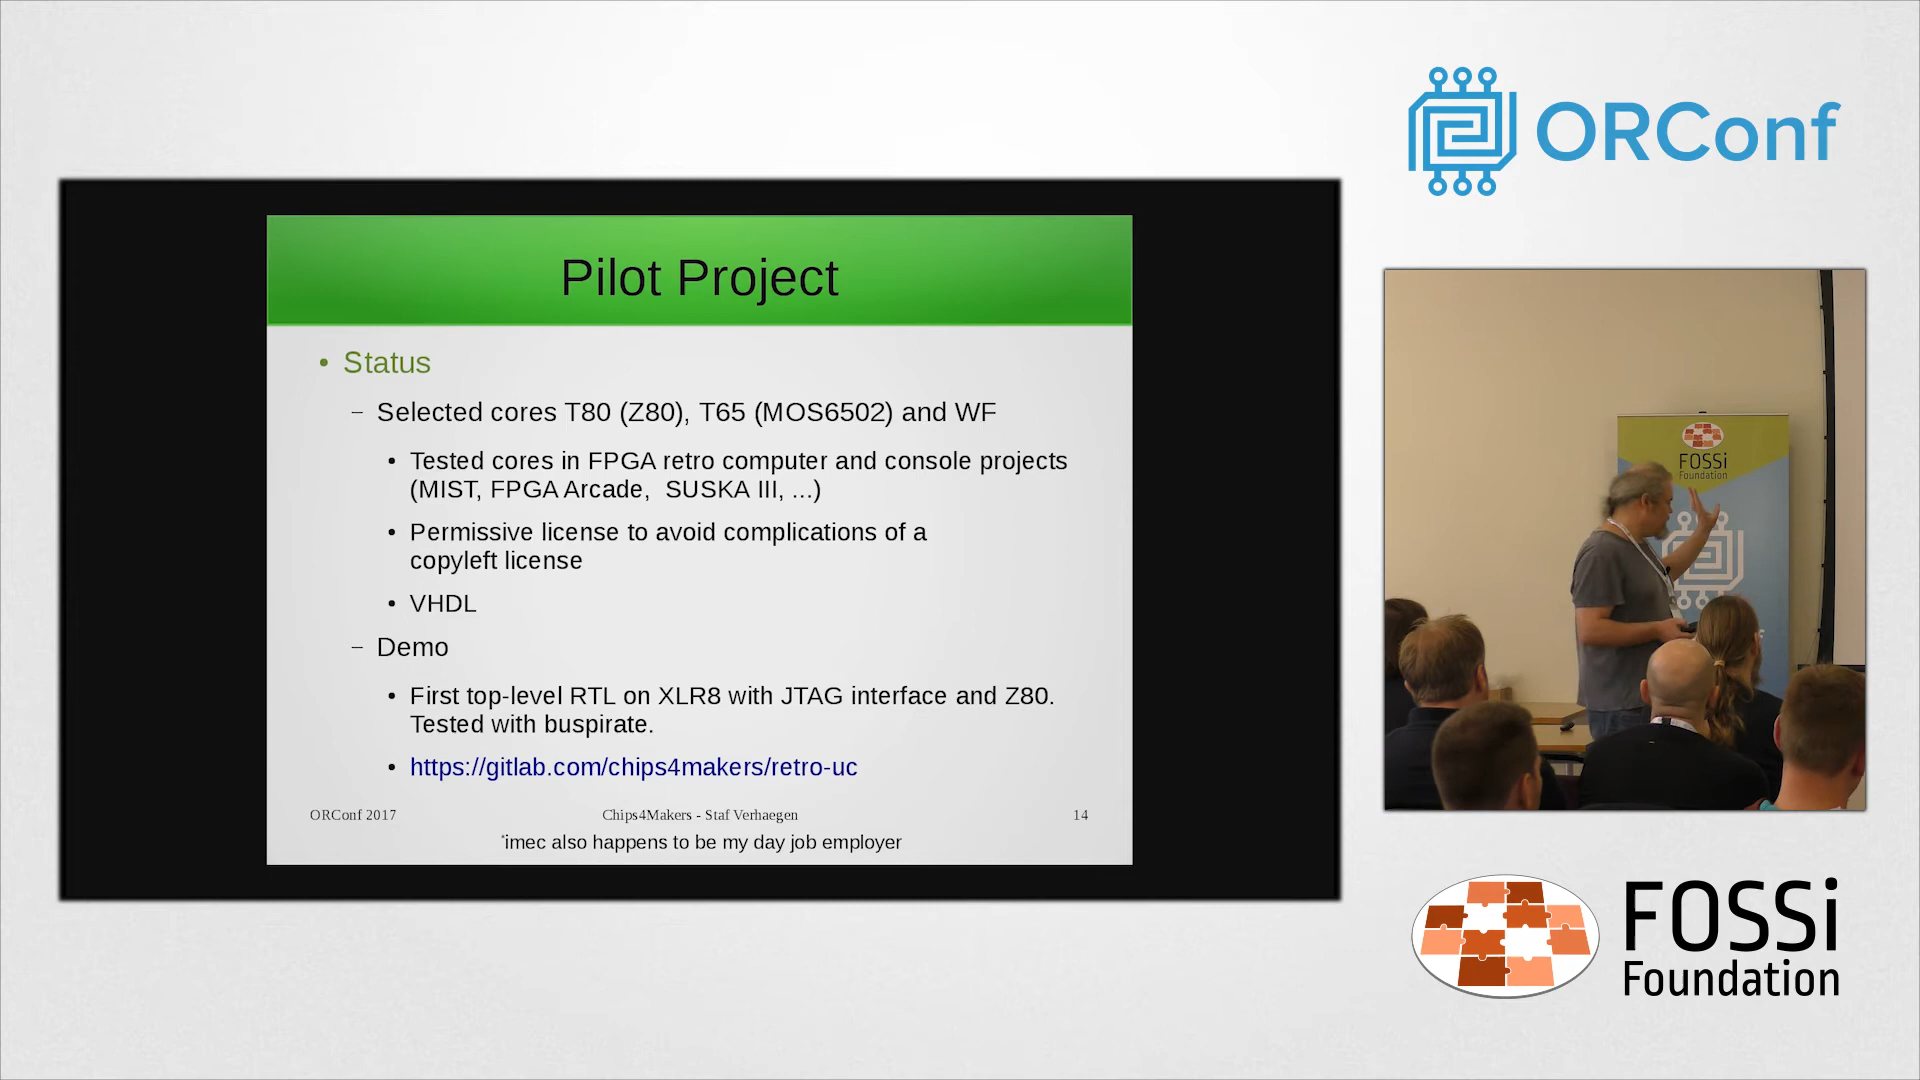 ORConf
Pilot Project
• Status
– Selected cores T80 (Z80), T65 (MOS6502) and WF
• Tested cores in FPGA retro computer and console projects
(MIST, FPGA Arcade, SUSKA III, ...)
• Permissive license to avoid complications of a
copyleft license
• VHDL
– Demo
• First top-level RTL on XLR8 with JTAG interface and Z80.
Tested with buspirate.
• https://gitlab.com/chips4makers/retro-uc
ORConf 2017 Chips4Makers - Staf Verhaegen 14
*imec also happens to be my day job employer
FOSSi
Foundation
FOSSi
Foundation